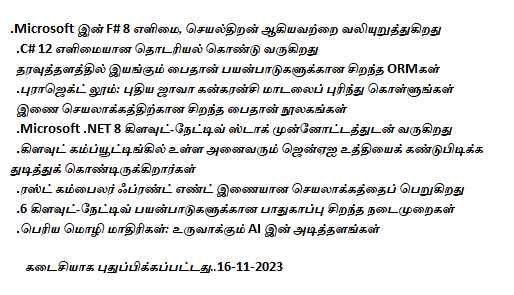 .Microsoft இன் F# 8 எளிமை, செயல்திறன் ஆகியவற்றை வலியுறுத்துகிறது
.C# 12 எளிமையான தொடரியல் கொண்டு வருகிறது
தரவுத்தளத்தில் இயங்கும் பைதான் பயன்பாடுகளுக்கான சிறந்த ORMகள்
.புராஜெக்ட் லூம்: புதிய ஜாவா கன்கரன்சி மாடலைப் புரிந்து கொள்ளுங்கள்
இணை செயலாக்கத்திற்கான சிறந்த பைதான் நூலகங்கள்
.Microsoft .NET 8 கிளவுட்-நேட்டிவ் ஸ்டாக் முன்னோட்டத்துடன் வருகிறது
.கிளவுட் கம்ப்யூட்டிங்கில் உள்ள அனைவரும் ஜென்ஏஐ உத்தியைக் கண்டுபிடிக்க
துடித்துக் கொண்டிருக்கிறார்கள்
.ரஸ்ட் கம்பைலர் ஃப்ரண்ட் எண்ட் இணையான செயலாக்கத்தைப் பெறுகிறது
.6 கிளவுட்-நேட்டிவ் பயன்பாடுகளுக்கான பாதுகாப்பு சிறந்த நடைமுறைகள்
.பெரிய மொழி மாதிரிகள்: உருவாக்கும் AI இன் அடித்தளங்கள்
கடைசியாக புதுப்பிக்கப்பட்டது..16-11-2023